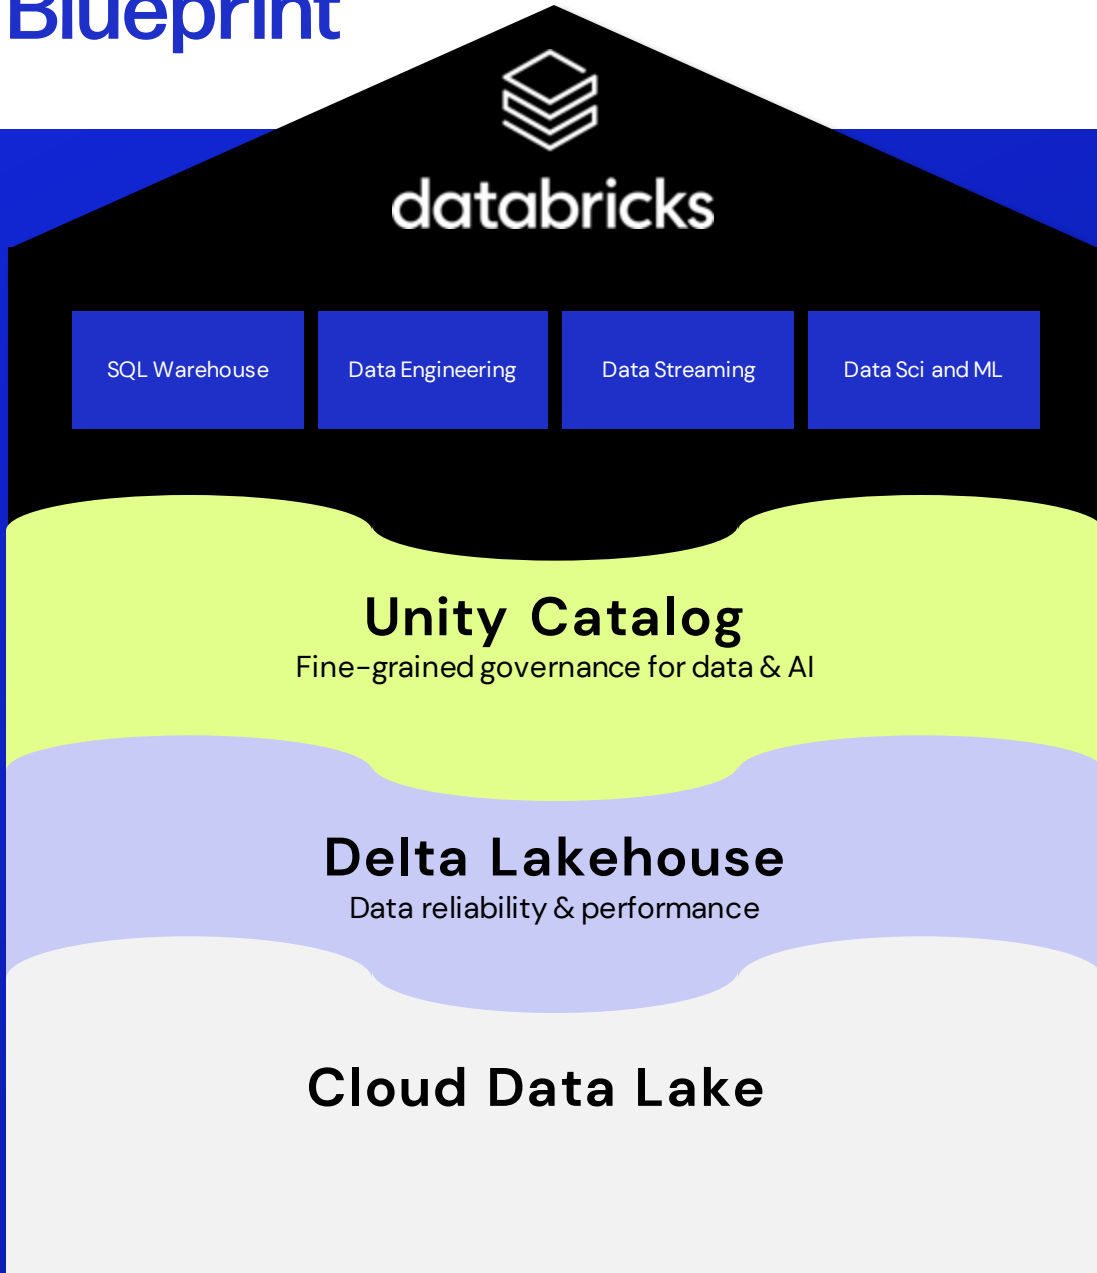 Blueprint
databricks
SQL Warehouse
Data Engineering
Data Streaming
Data Sci and ML
Unity Catalog
Fine-grained governance for data & AI
Delta Lakehouse
Data reliability & performance
Cloud Data Lake